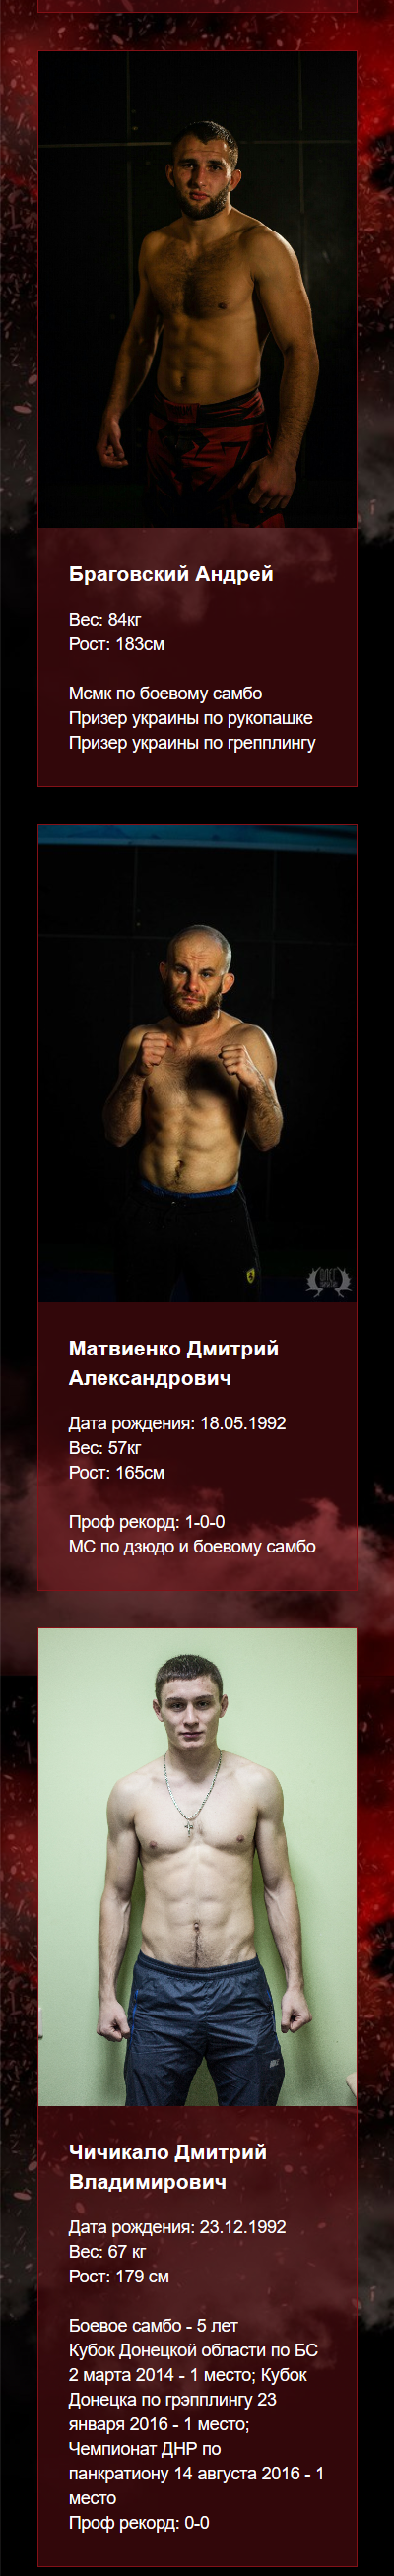 Браговский Андрей
Вес: 84кг
Рост: 183см
Мсмк по боевому самбо
Призер украины по рукопашке
Призер украины по грепплингу
Матвиенко Дмитрий
Александрович
Дата рождения: 18.05.1992
Вес: 57кг
Рост: 165см
Проф рекорд: 1-0-0
МС по дзюдо и боевому самбо
Чичикало Дмитрий
Владимирович
Дата рождения: 23.12.1992
Вес: 67 кг
Рост: 179 см
Боевое самбо - 5 лет
Кубок Донецкой области по БС
2 марта 2014 - 1 место; Кубок
Донецка по грэпплингу 23
января 2016 - 1 место;
Чемпионат ДНР по
панкратиону 14 августа 2016 - 1
место
Проф рекорд: 0-0